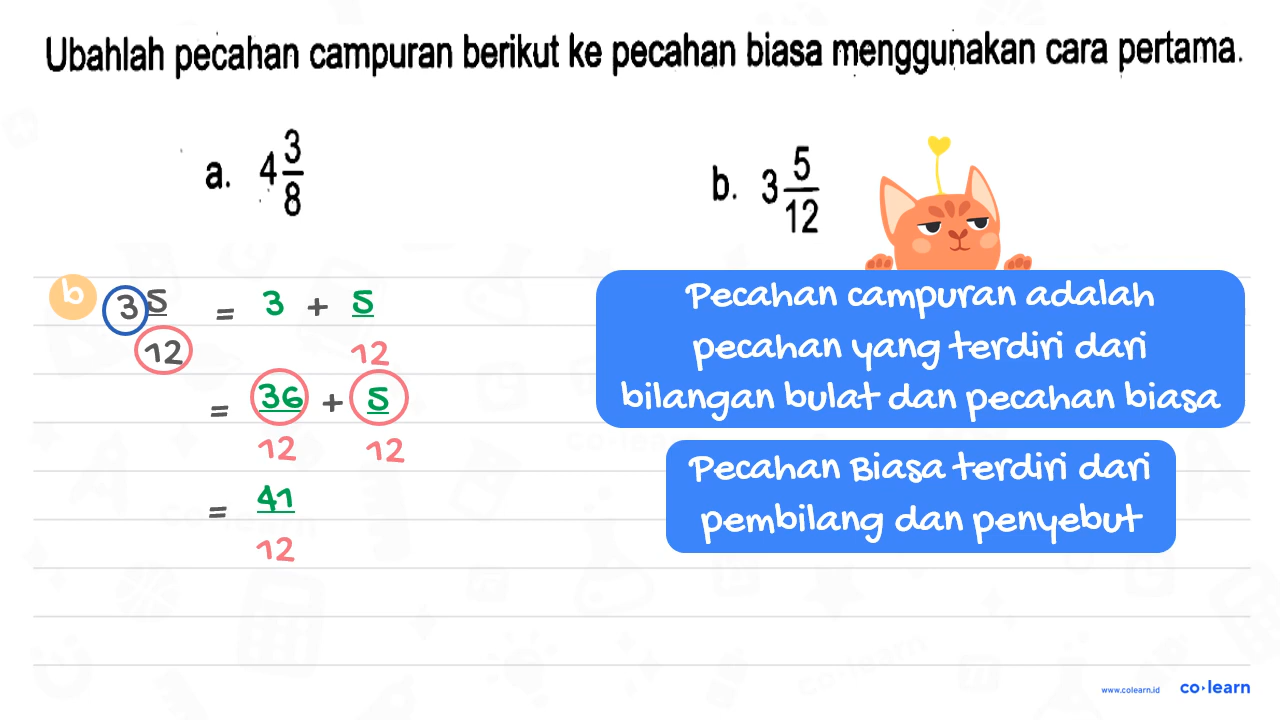 Ubahlah pecahan campuran berikut ke pecahan biasa menggunakan cara pertama.
a. 4 3/8
b. 3 5/12
b
3 5/12 = 3 + 5/12
= 36/12 + 5/12
= 41/12
Pecahan campuran adalah
pecahan yang terdiri dari
bilangan bulat dan pecahan biasa
Pecahan Biasa terdiri dari
pembilang dan penyebut
www.colearn.id
co·learn